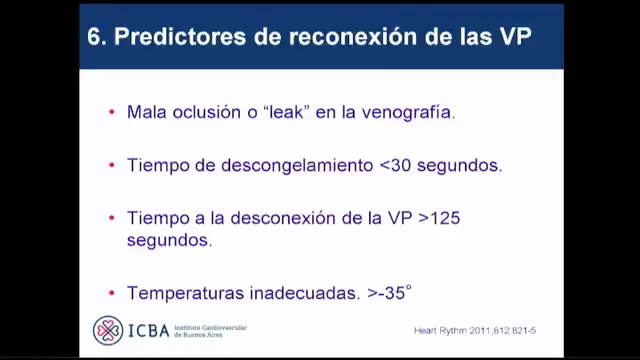 6. Predictores de reconexión de las VP
• Mala oclusión o “leak” en la venografía.
• Tiempo de descongelamiento <30 segundos.
• Tiempo a la desconexión de la VP >125
segundos.
• Temperaturas inadecuadas. >-35°
ICBA
Instituto Cardiovascular
de Buenos Aires
Heart Rythm 2011;812:821-5